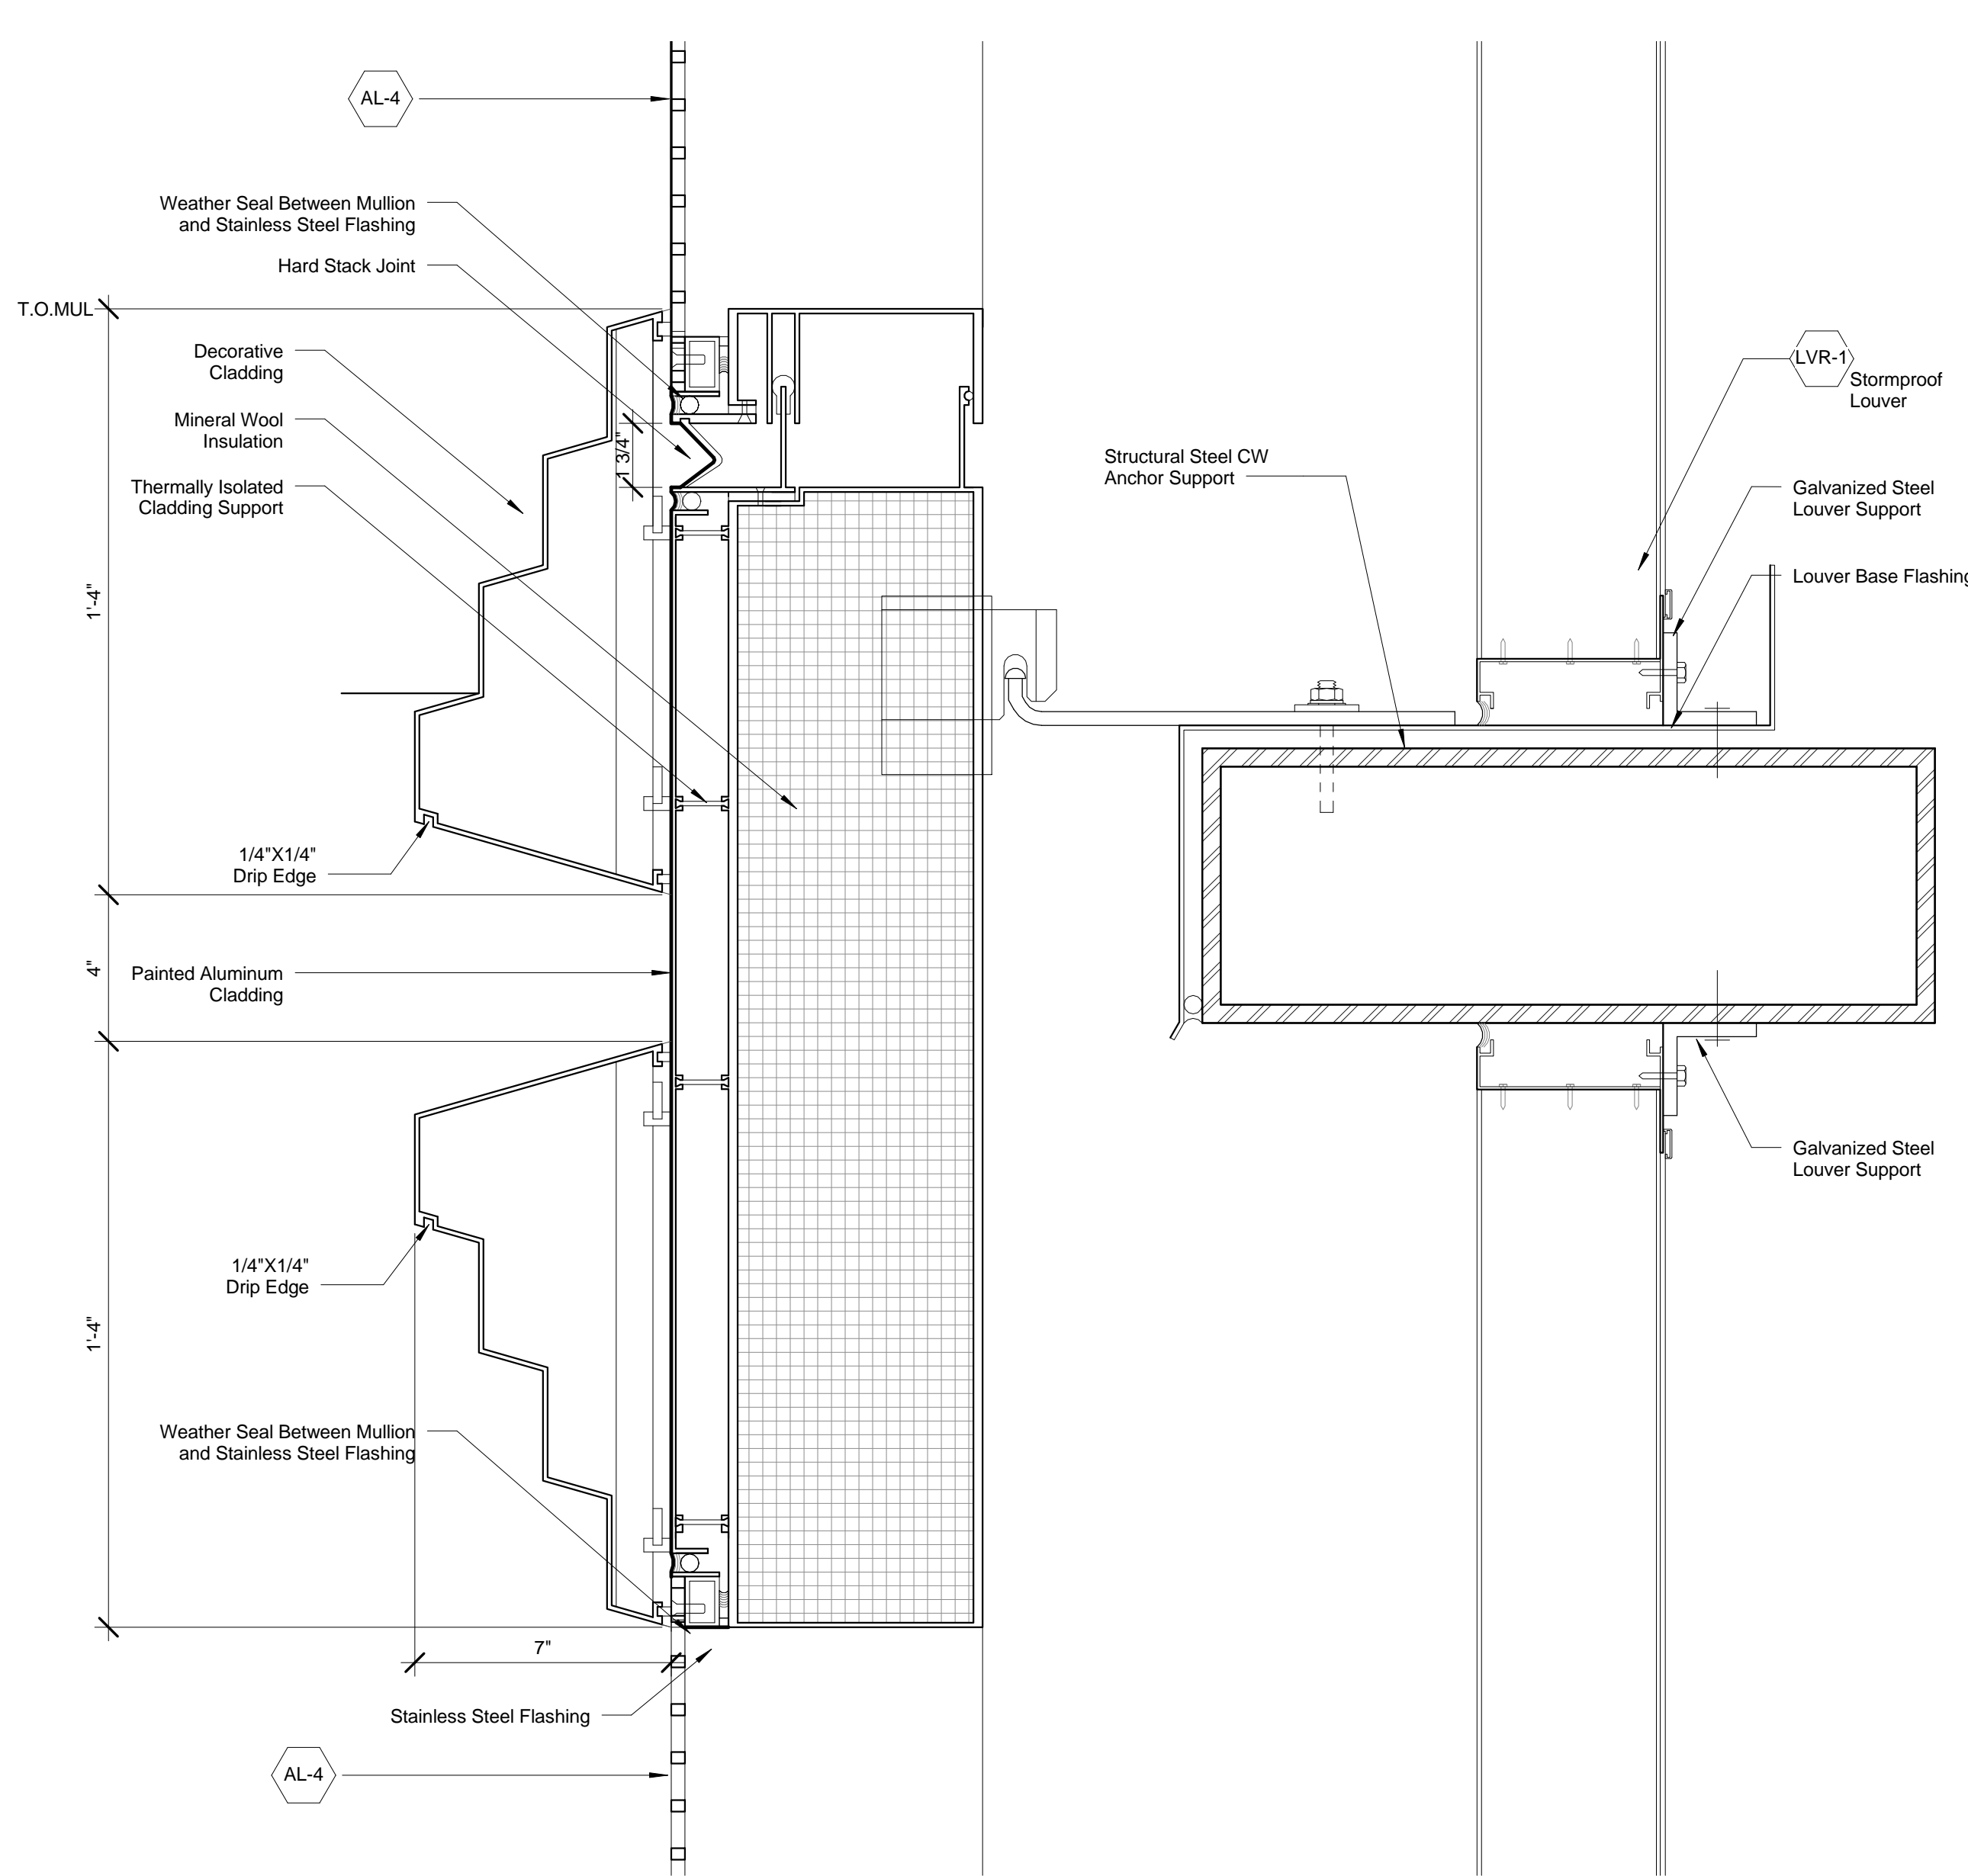 AL-4
Weather Seal Between Mullion
and Stainless Steel Flashing
Hard Stack Joint
T.O.MUL
Decorative
Cladding
Mineral Wool
Insulation
Thermally Isolated
Cladding Support
1 3/4"
1'-4"
1/4"X1/4"
Drip Edge
4"
Painted Aluminum
Cladding
1/4"X1/4"
Drip Edge
1'-4"
Weather Seal Between Mullion
and Stainless Steel Flashing
7"
Stainless Steel Flashing
AL-4
LVR-1
Stormproof
Louver
Structural Steel CW
Anchor Support
Galvanized Steel
Louver Support
Louver Base Flashing
Galvanized Steel
Louver Support